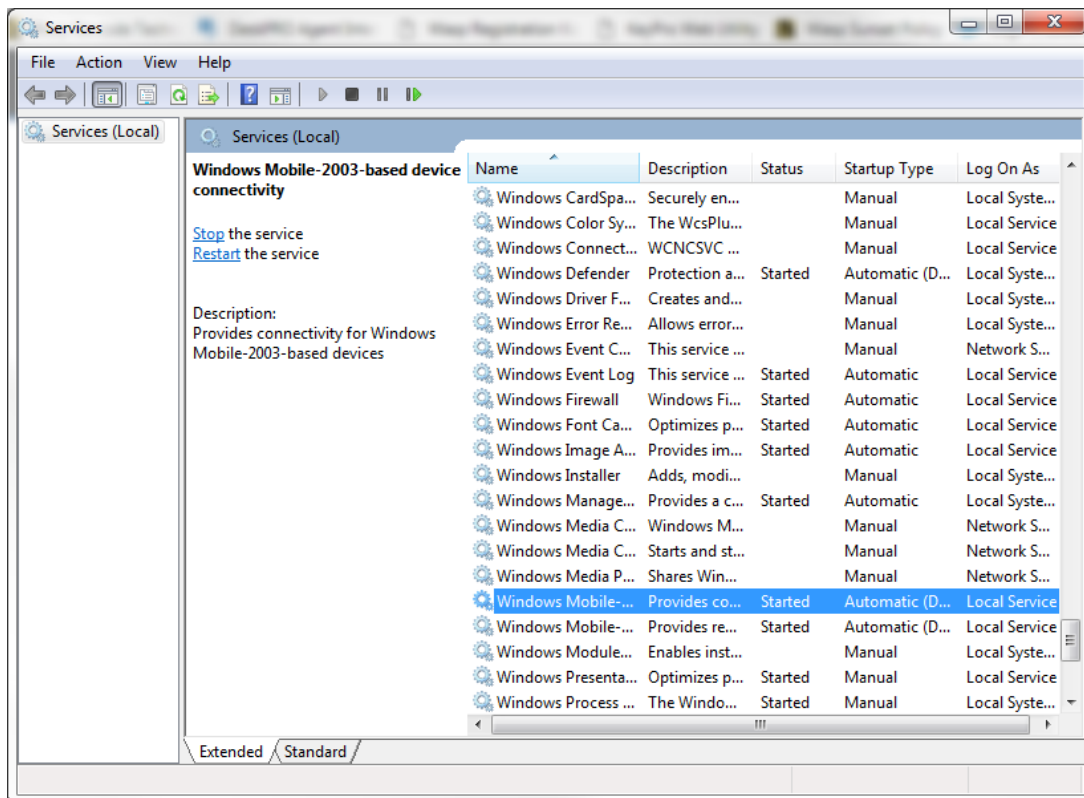 Services
File Action View Help
Services (Local)
Services (Local)
Windows Mobile-2003-based device
connectivity
Stop the service
Restart the service
Description:
Provides connectivity for Windows
Mobile-2003-based devices
Name Description Status Startup Type Log On As
Windows CardSpa... Securely en... Manual Local Syste...
Windows Color Sy... The WcsPlu... Manual Local Service
Windows Connect... WCNCSVC ... Manual Local Service
Windows Defender Protection a... Started Automatic (D... Local Syste...
Windows Driver F... Creates and... Manual Local Syste...
Windows Error Re... Allows error... Manual Local Syste...
Windows Event C... This service ... Manual Network S...
Windows Event Log This service ... Started Automatic Local Service
Windows Firewall Windows Fi... Started Automatic Local Service
Windows Font Ca... Optimizes p... Started Automatic Local Service
Windows Image A... Provides im... Started Automatic Local Service
Windows Installer Adds, modi... Manual Local Syste...
Windows Manage... Provides a c... Started Automatic Local Syste...
Windows Media C... Windows M... Manual Network S...
Windows Media C... Starts and st... Manual Network S...
Windows Media P... Shares Win... Manual Network S...
Windows Mobile-... Provides co... Started Automatic (D... Local Service
Windows Mobile-... Provides re... Started Automatic (D... Local Service
Windows Module... Enables inst... Manual Local Syste...
Windows Presenta... Optimizes p... Started Manual Local Service
Windows Process ... The Windo... Started Manual Local Syste...
Extended Standard